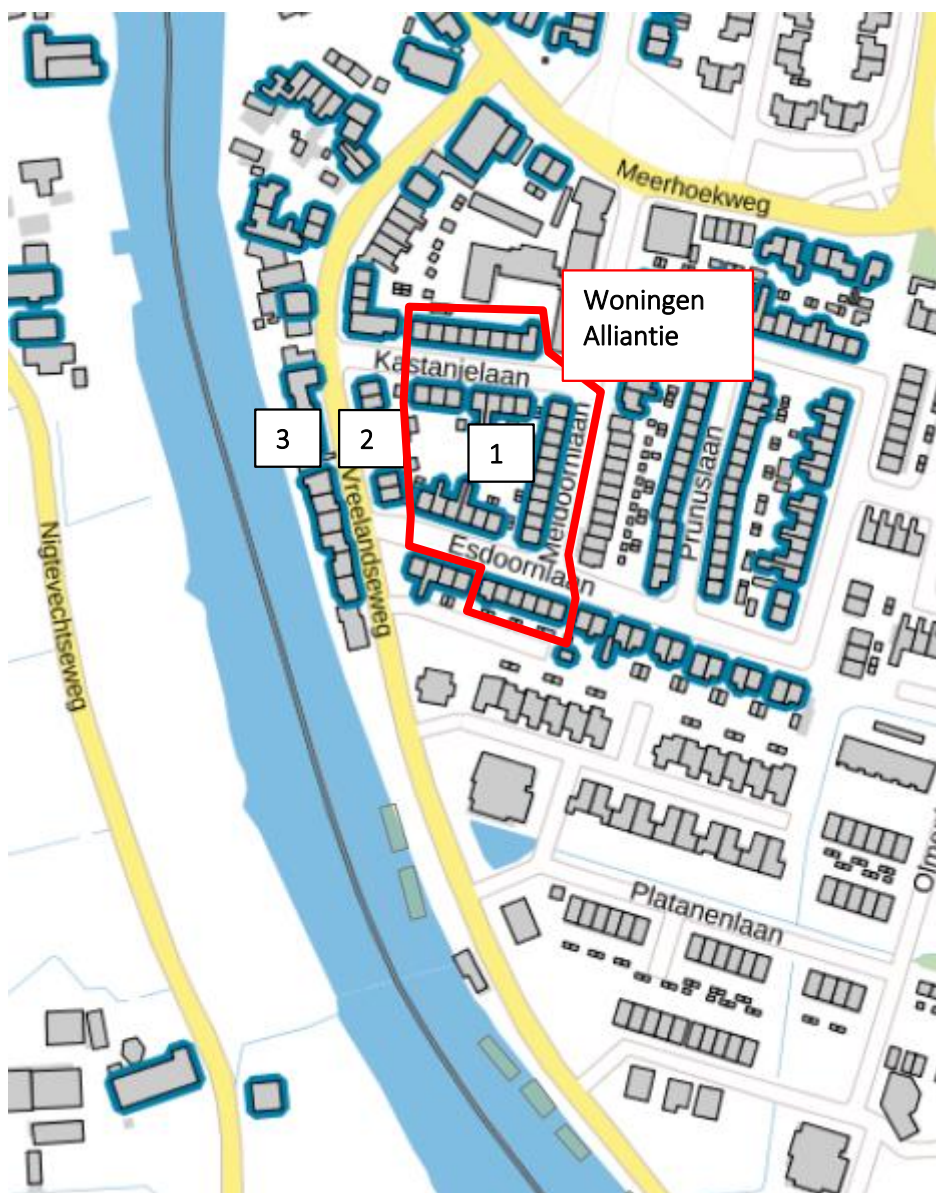 Meerhoekweg
Woningen
Alliantie
Kastanjelaan
3
2
1
Meidoornlaan
Prunuslaan
Vreelandseweg
Nigtevechtseweg
Esdoornlaan
Platanenlaan